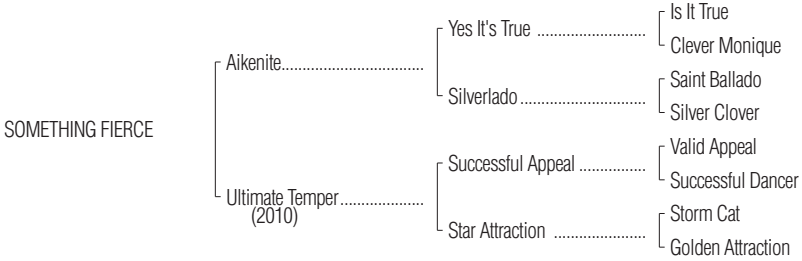 Is It True
Yes It's True ..........................
Clever Monique
Aikenite..................................
Saint Ballado
Silverlado..............................
Silver Clover
SOMETHING FIERCE
Valid Appeal
Successful Appeal ................
Successful Dancer
Ultimate Temper....................
(2010)
Storm Cat
Star Attraction ......................
Golden Attraction